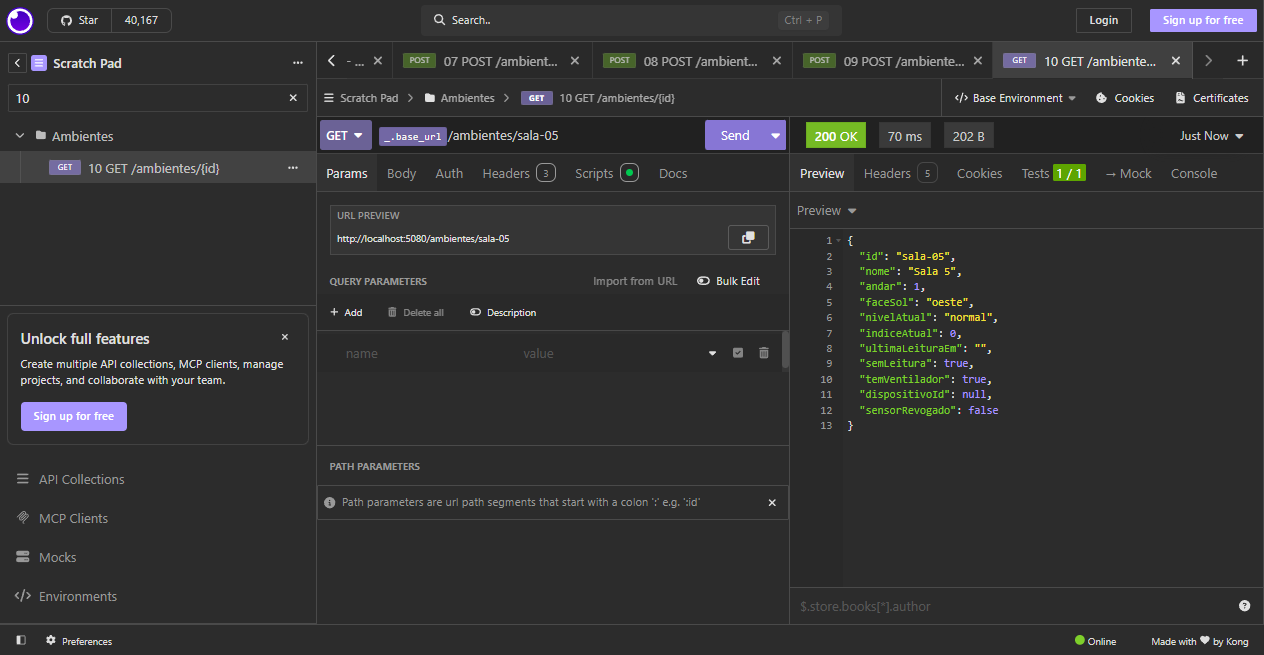 Star 40,167
Search..
Ctrl + P
Login
Sign up for free
Scratch Pad
10
Ambientes
GET 10 GET /ambientes/{id}
Unlock full features
Create multiple API collections, MCP clients, manage
projects, and collaborate with your team.
Sign up for free
API Collections
MCP Clients
Mocks
Environments
- ...
POST 07 POST /ambient...
POST 08 POST /ambient...
POST 09 POST /ambiente...
GET 10 GET /ambiente...
Scratch Pad > Ambientes > GET 10 GET /ambientes/{id}
Base Environment
Cookies
Certificates
GET _.base_url/ambientes/sala-05
Send
Params Body Auth Headers 3 Scripts Docs
URL PREVIEW
http://localhost:5080/ambientes/sala-05
QUERY PARAMETERS
Import from URL
Bulk Edit
+ Add
Delete all
Description
name value
PATH PARAMETERS
Path parameters are url path segments that start with a colon ':' e.g. ':id'
200 OK 70 ms 202 B
Just Now
Preview Headers 5 Cookies Tests 1 / 1 → Mock Console
Preview
1 {
2 "id": "sala-05",
3 "nome": "Sala 5",
4 "andar": 1,
5 "faceSol": "oeste",
6 "nivelAtual": "normal",
7 "indiceAtual": 0,
8 "ultimaLeituraEm": "",
9 "semLeitura": true,
10 "temVentilador": true,
11 "dispositivoId": null,
12 "sensorRevogado": false
13 }
$.store.books[*].author
Preferences
Online
Made with ♥ by Kong